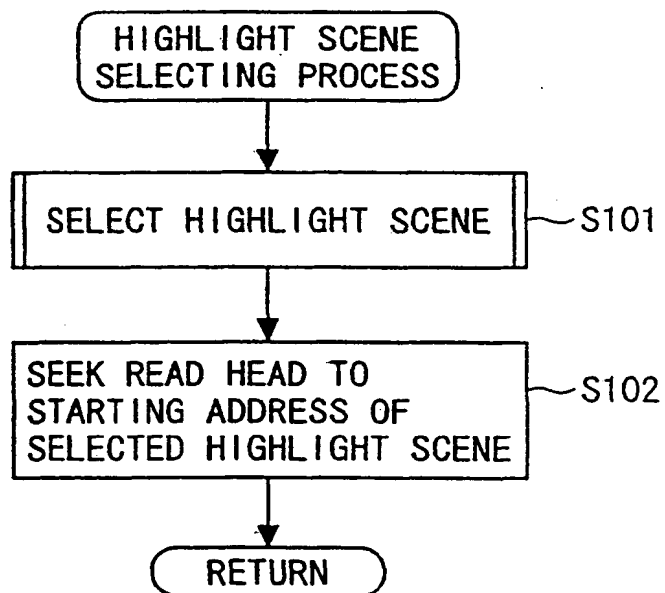 HIGHLIGHT SCENE
SELECTING PROCESS
SELECT HIGHLIGHT SCENE
S101
SEEK READ HEAD TO
STARTING ADDRESS OF
SELECTED HIGHLIGHT SCENE
S102
RETURN